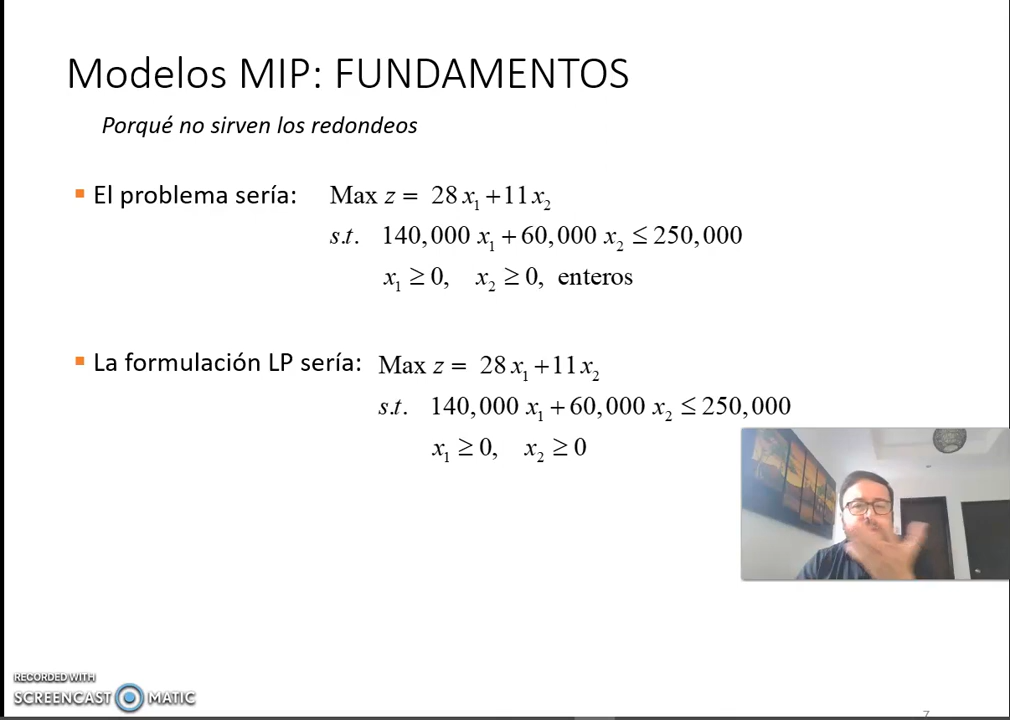 Modelos MIP: FUNDAMENTOS
Porqué no sirven los redondeos
▪ El problema sería: Max z = 28 x₁ + 11 x₂
s.t. 140,000 x₁ + 60,000 x₂ ≤ 250,000
x₁ ≥ 0, x₂ ≥ 0, enteros
▪ La formulación LP sería: Max z = 28 x₁ + 11 x₂
s.t. 140,000 x₁ + 60,000 x₂ ≤ 250,000
x₁ ≥ 0, x₂ ≥ 0
RECORDED WITH
SCREENCAST MATIC
7